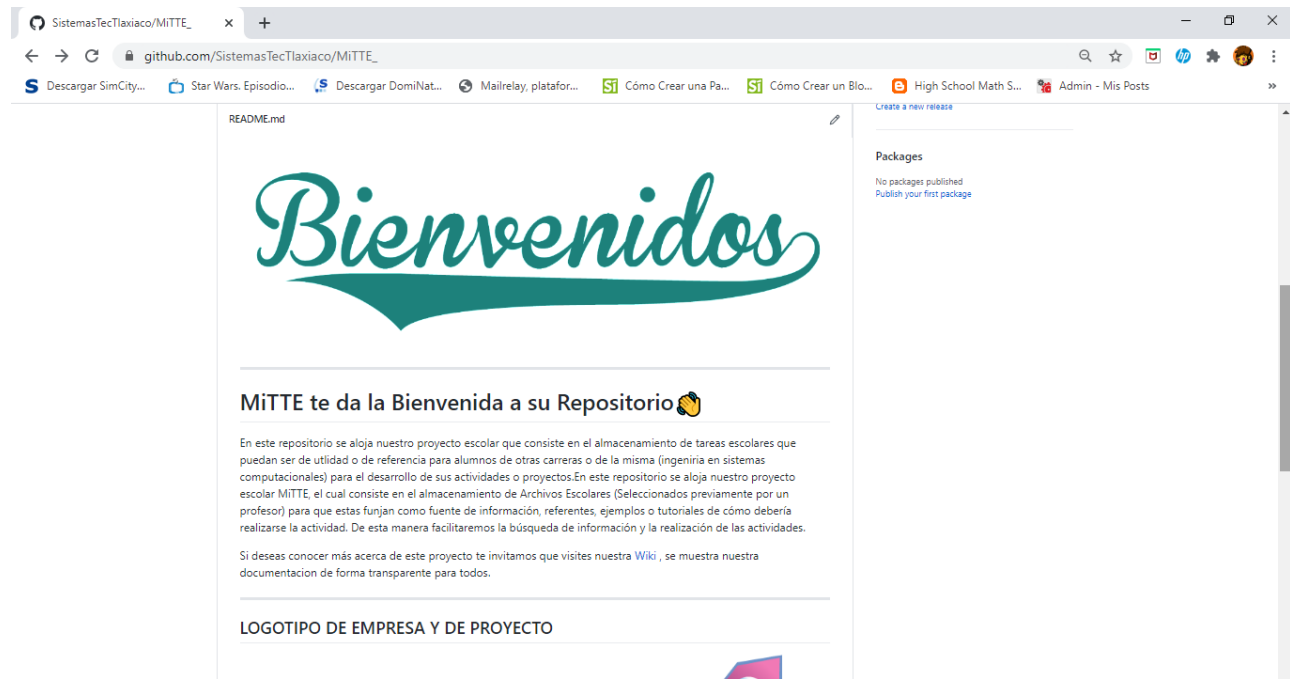 SistemasTecTlaxiaco/MiTTE_
github.com/SistemasTecTlaxiaco/MiTTE_
Descargar SimCity... Star Wars. Episodio... Descargar DomiNat... Mailrelay, platafor... Cómo Crear una Pa... Cómo Crear un Blo... High School Math S... Admin - Mis Posts »
README.md
Create a new release
Packages
No packages published
Publish your first package
Bienvenidos
MiTTE te da la Bienvenida a su Repositorio👋
En este repositorio se aloja nuestro proyecto escolar que consiste en el almacenamiento de tareas escolares que
puedan ser de utlidad o de referencia para alumnos de otras carreras o de la misma (ingeniria en sistemas
computacionales) para el desarrollo de sus actividades o proyectos.En este repositorio se aloja nuestro proyecto
escolar MiTTE, el cual consiste en el almacenamiento de Archivos Escolares (Seleccionados previamente por un
profesor) para que estas funjan como fuente de información, referentes, ejemplos o tutoriales de cómo debería
realizarse la actividad. De esta manera facilitaremos la búsqueda de información y la realización de las actividades.
Si deseas conocer más acerca de este proyecto te invitamos que visites nuestra Wiki , se muestra nuestra
documentacion de forma transparente para todos.
LOGOTIPO DE EMPRESA Y DE PROYECTO